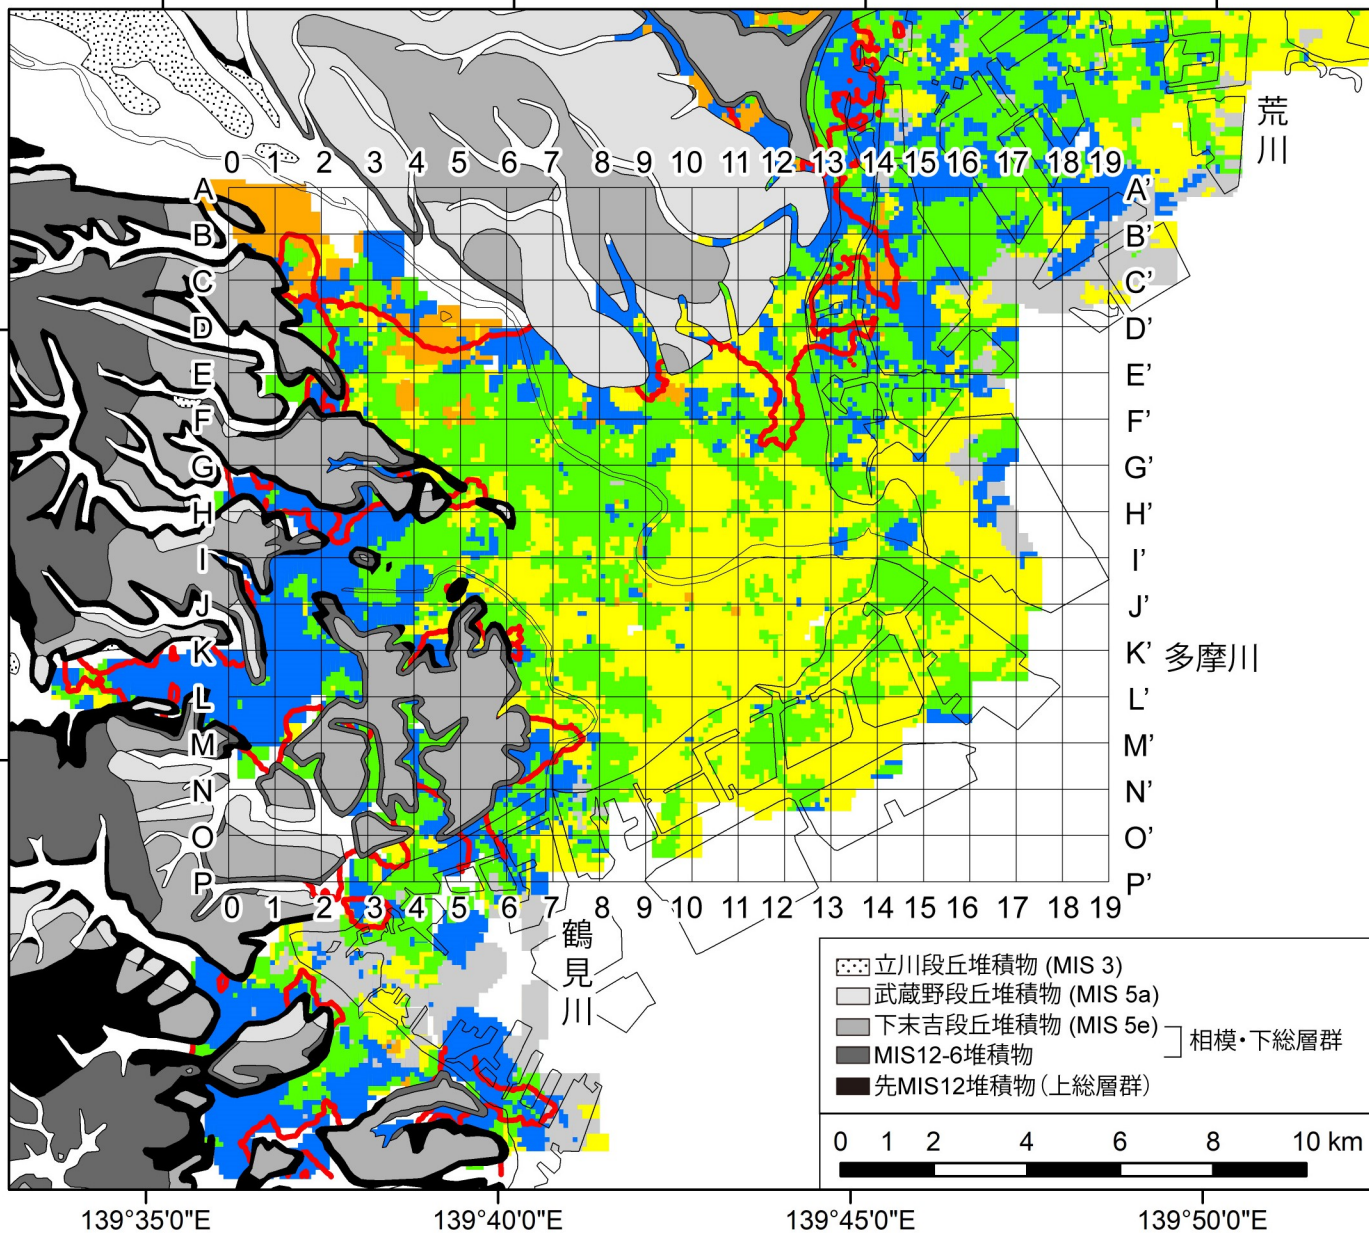 荒川
0 1 2 3 4 5 6 7 8 9 10 11 12 13 14 15 16 17 18 19
A A’
B B’
C C’
D D’
E E’
F F’
G G’
H H’
I I’
J J’
K K’ 多摩川
L L’
M M’
N N’
O O’
P P’
0 1 2 3 4 5 6 7 8 9 10 11 12 13 14 15 16 17 18 19
鶴見川
立川段丘堆積物 (MIS 3)
武蔵野段丘堆積物 (MIS 5a)
下末吉段丘堆積物 (MIS 5e)
MIS12-6堆積物
相模・下総層群
先MIS12堆積物（上総層群）
0 1 2 4 6 8 10 km
139°35'0"E 139°40'0"E 139°45'0"E 139°50'0"E